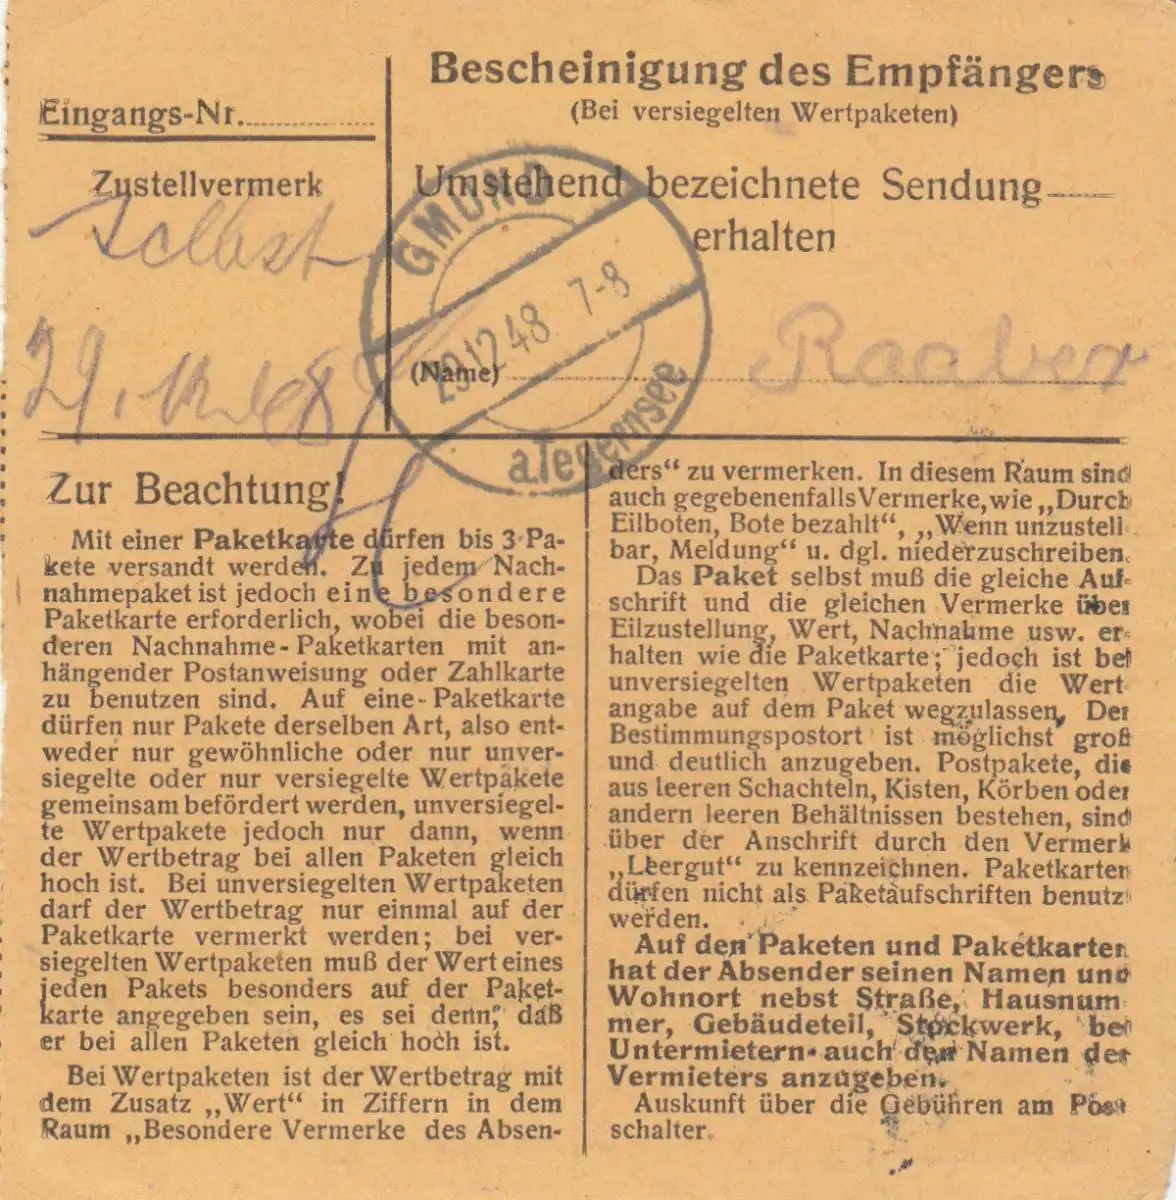 Eingangs-Nr.
Zustellvermerk
selbst
29. 12. 48
Bescheinigung des Empfängers
(Bei versiegelten Wertpaketen)
Umstehend bezeichnete Sendung
erhalten
(Name)
Raaber
GMUND
29.12.48 7-8
a.Tegernsee
Zur Beachtung!
Mit einer Paketkarte dürfen bis 3 Pa-
kete versandt werden. Zu jedem Nach-
nahmepaket ist jedoch eine besondere
Paketkarte erforderlich, wobei die beson-
deren Nachnahme-Paketkarten mit an-
hängender Postanweisung oder Zahlkarte
zu benutzen sind. Auf eine Paketkarte
dürfen nur Pakete derselben Art, also ent-
weder nur gewöhnliche oder nur unver-
siegelte oder nur versiegelte Wertpakete
gemeinsam befördert werden, unversiegel-
te Wertpakete jedoch nur dann, wenn
der Wertbetrag bei allen Paketen gleich
hoch ist. Bei unversiegelten Wertpaketen
darf der Wertbetrag nur einmal auf der
Paketkarte vermerkt werden; bei ver-
siegelten Wertpaketen muß der Wert eines
jeden Pakets besonders auf der Paket-
karte angegeben sein, es sei denn, daß
er bei allen Paketen gleich hoch ist.
Bei Wertpaketen ist der Wertbetrag mit
dem Zusatz „Wert“ in Ziffern in dem
Raum „Besondere Vermerke des Absen-
ders“ zu vermerken. In diesem Raum sind
auch gegebenenfalls Vermerke, wie „Durch
Eilboten, Bote bezahlt“, „Wenn unzustell
bar, Meldung“ u. dgl. niederzuschreiben.
Das Paket selbst muß die gleiche Auf-
schrift und die gleichen Vermerke über
Eilzustellung, Wert, Nachnahme usw. er-
halten wie die Paketkarte; jedoch ist bei
unversiegelten Wertpaketen die Wert-
angabe auf dem Paket wegzulassen. Der
Bestimmungspostort ist möglichst groß
und deutlich anzugeben. Postpakete, die
aus leeren Schachteln, Kisten, Körben oder
andern leeren Behältnissen bestehen, sind
über der Anschrift durch den Vermerk
„Leergut“ zu kennzeichnen. Paketkarten
dürfen nicht als Paketaufschriften benutzt
werden.
Auf den Paketen und Paketkarten
hat der Absender seinen Namen und
Wohnort nebst Straße, Hausnum
mer, Gebäudeteil, Stockwerk, bei
Untermietern auch den Namen des
Vermieters anzugeben.
Auskunft über die Gebühren am Post
schalter.